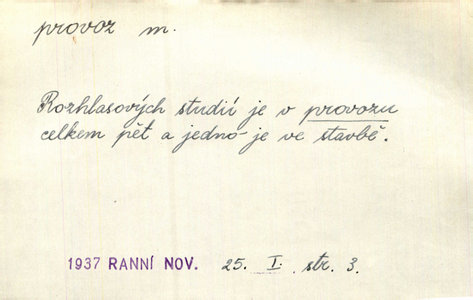 provoz m.
Rozhlasových studií je v provozu
celkem pět a jedno je ve stavbě.
1937 RANNÍ NOV. 25. I. str. 3.